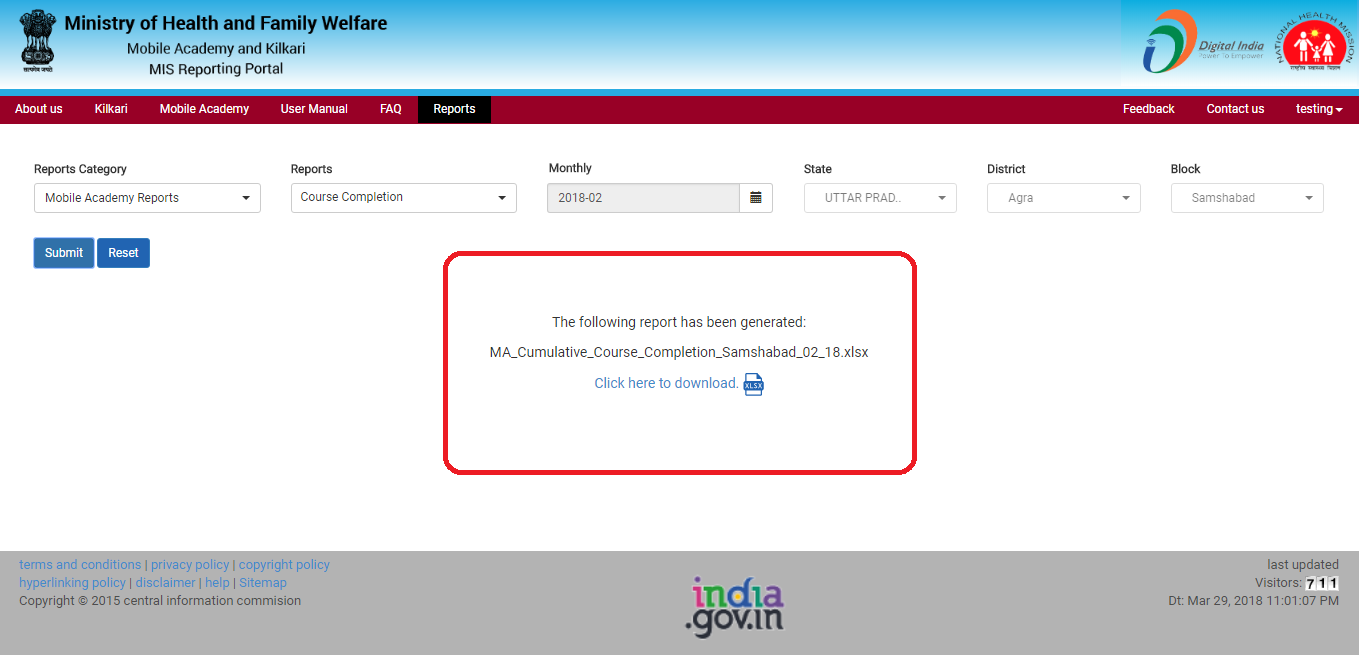 Ministry of Health and Family Welfare
Mobile Academy and Kilkari
MIS Reporting Portal
सत्यमेव जयते
Digital India
Power To Empower
NATIONAL HEALTH MISSION
राष्ट्रीय स्वास्थ्य मिशन
About us Kilkari Mobile Academy User Manual FAQ Reports Feedback Contact us testing
Reports Category Reports Monthly State District Block
Mobile Academy Reports Course Completion 2018-02 UTTAR PRAD.. Agra Samshabad
Submit Reset
The following report has been generated:
MA_Cumulative_Course_Completion_Samshabad_02_18.xlsx
Click here to download. XLSX
terms and conditions | privacy policy | copyright policy
hyperlinking policy | disclaimer | help | Sitemap
Copyright © 2015 central information commision
india
.gov.in
last updated
Visitors: 711
Dt: Mar 29, 2018 11:01:07 PM